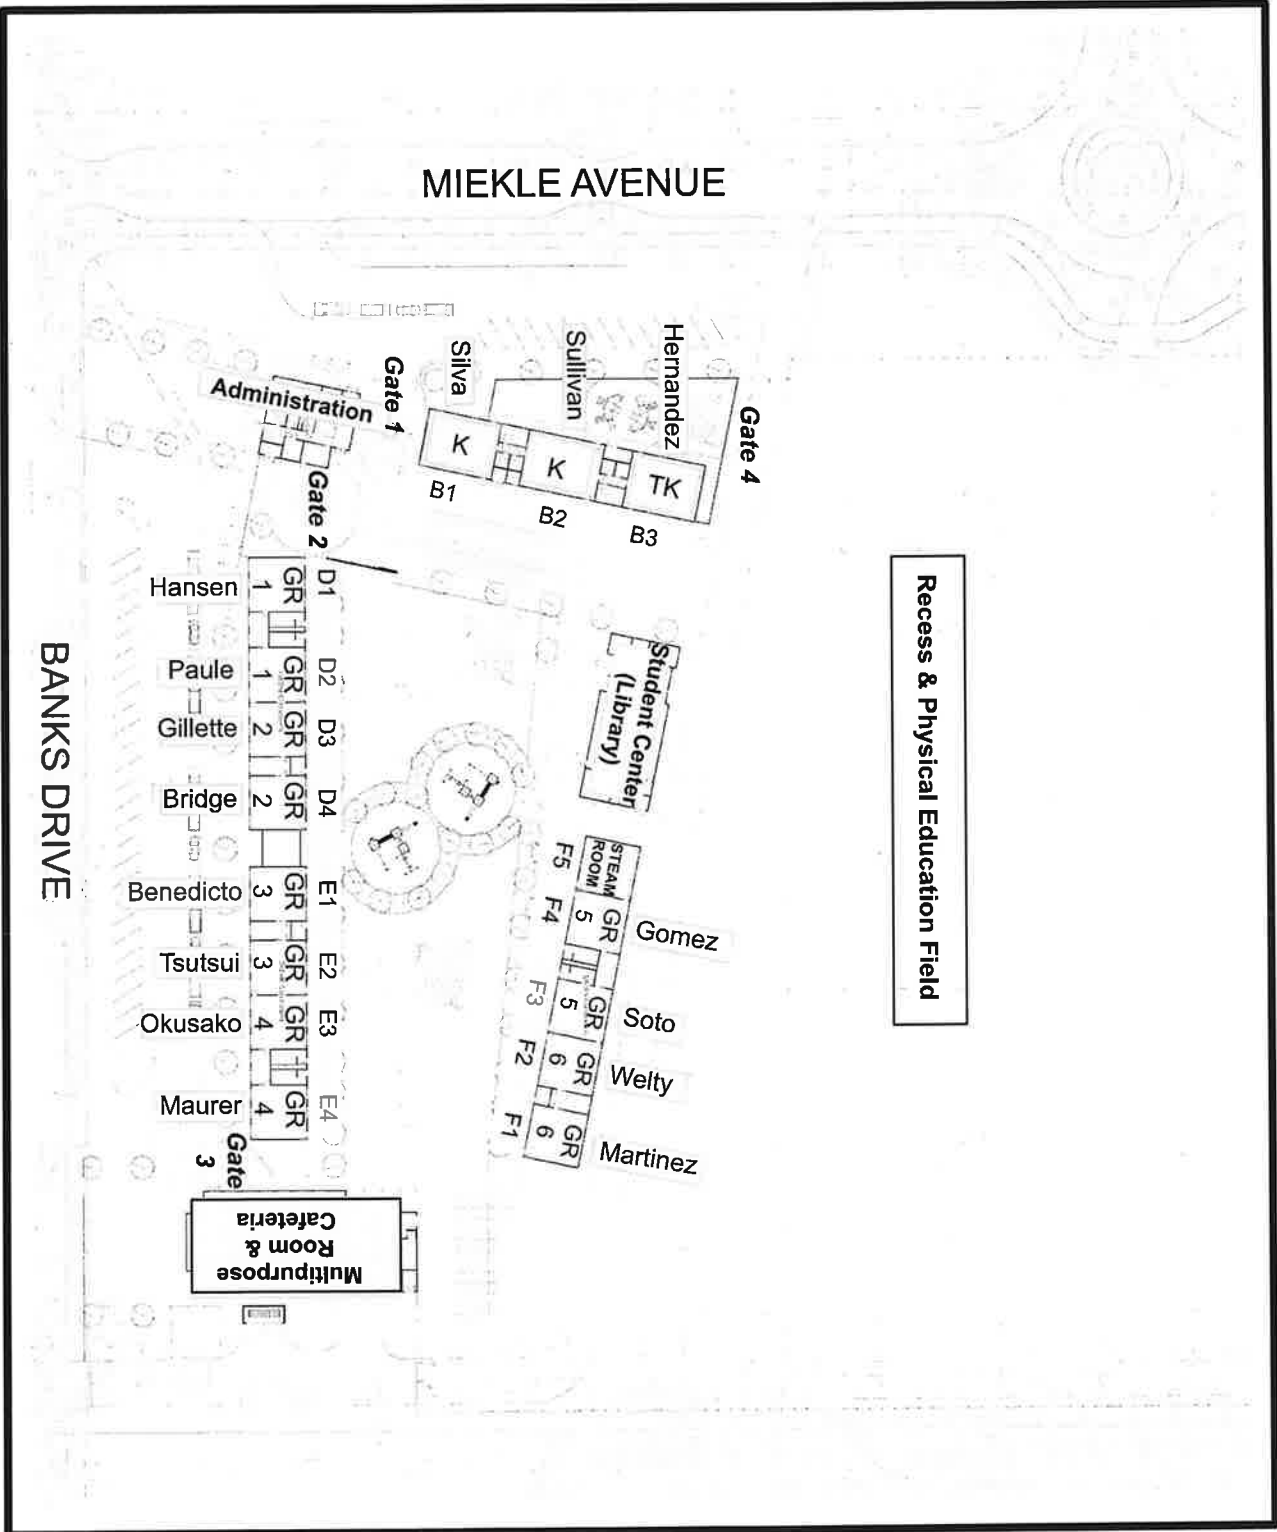 MIEKLE AVENUE
Hernandez
Sullivan
Silva
Gate 1
Gate 4
Administration
K
K
TK
B1
B2
B3
Gate 2
Recess & Physical Education Field
Student Center
(Library)
BANKS DRIVE
Hansen
GR
1
D1
Paule
GR
1
D2
Gillette
GR
2
D3
Bridge
GR
2
D4
Benedicto
GR
3
E1
Tsutsui
GR
3
E2
Okusako
GR
4
E3
Maurer
GR
4
E4
STEAM
ROOM
F5
GR
5
F4
Gomez
GR
5
F3
Soto
GR
6
F2
Welty
GR
6
F1
Martinez
Gate
3
Multipurpose
Room &
Cafeteria